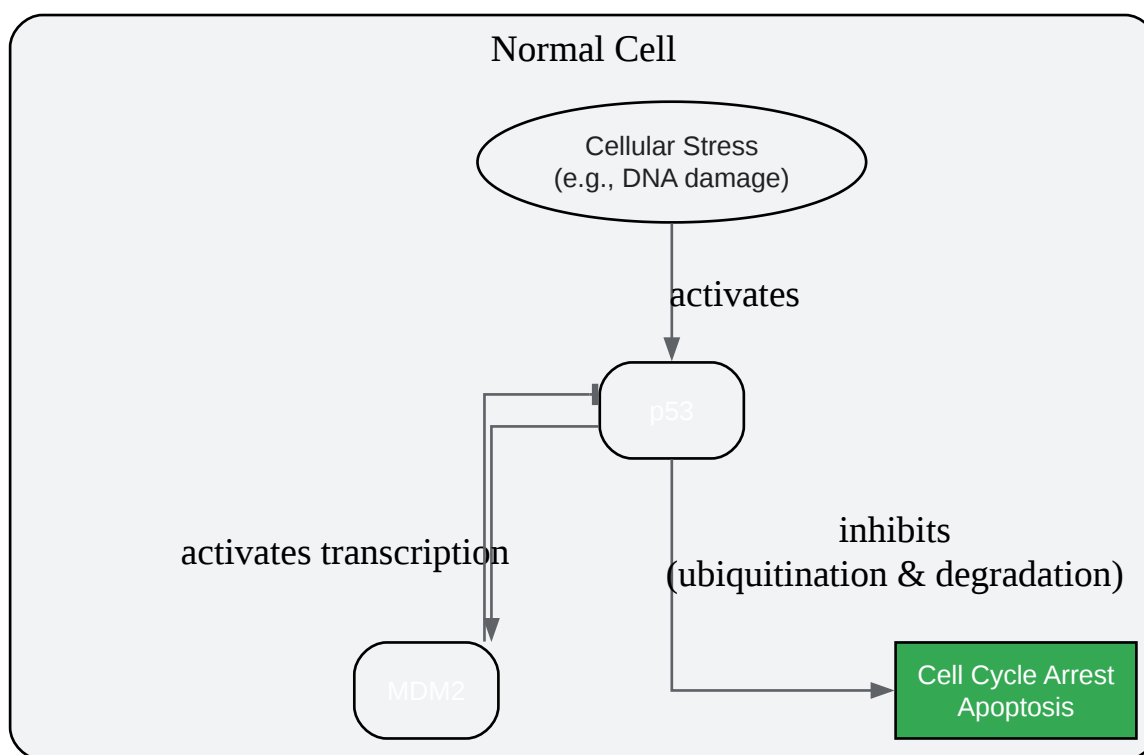 Normal Cell
Cellular Stress
(e.g., DNA damage)
activates
p53
inhibits
(ubiquitination & degradation)
activates transcription
Cell Cycle Arrest
Apoptosis
MDM2